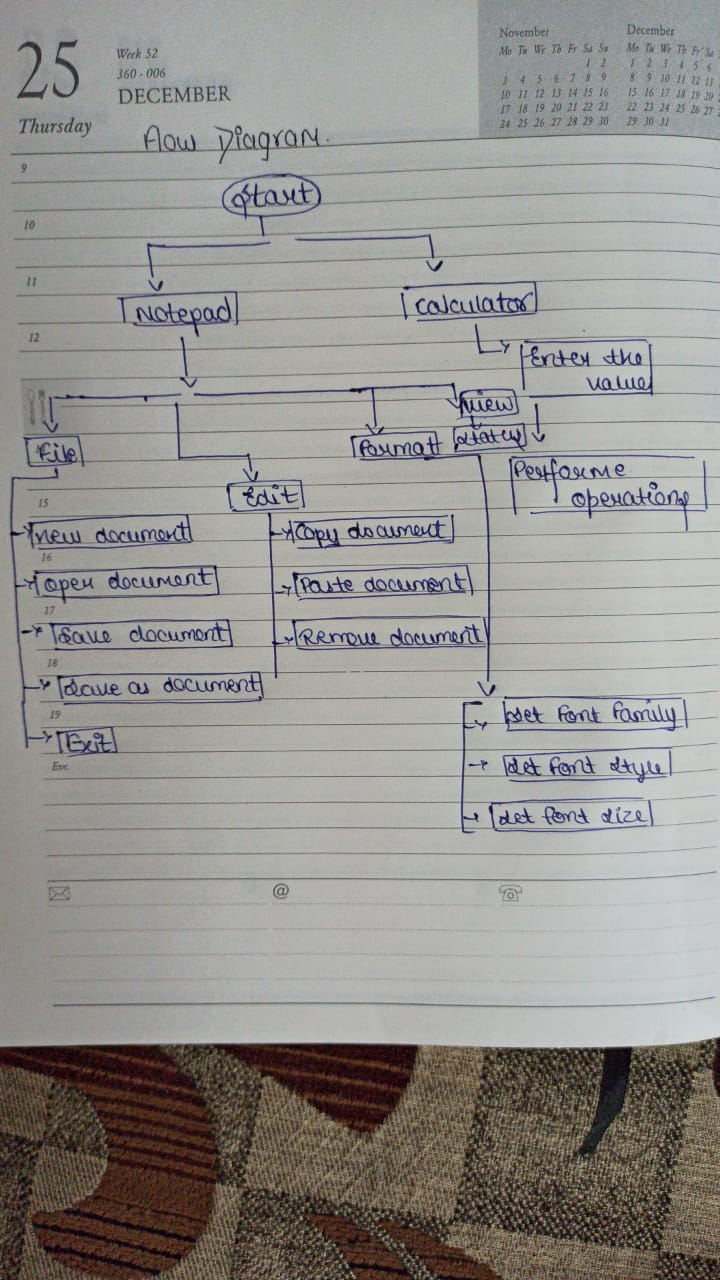 25
Thursday
Week 52
360 - 006
DECEMBER
November
Mo Tu We Th Fr Sa Su
1 2
3 4 5 6 7 8 9
10 11 12 13 14 15 16
17 18 19 20 21 22 23
24 25 26 27 28 29 30
December
Mo Tu We Th Fr Sa
1 2 3 4 5 6
8 9 10 11 12 13
15 16 17 18 19 20
22 23 24 25 26 27
29 30 31
Flow Diagram.
9
Start
10
11
Notepad
Calculator
12
Enter the
value
View
File
Format
Status
Edit
Performe
operations
15
new document
Copy document
16
open document
Paste document
17
Save document
Remove document
18
Save as document
19
Exit
Set Font Family
Eve.
Set font Style
Set font Size
@